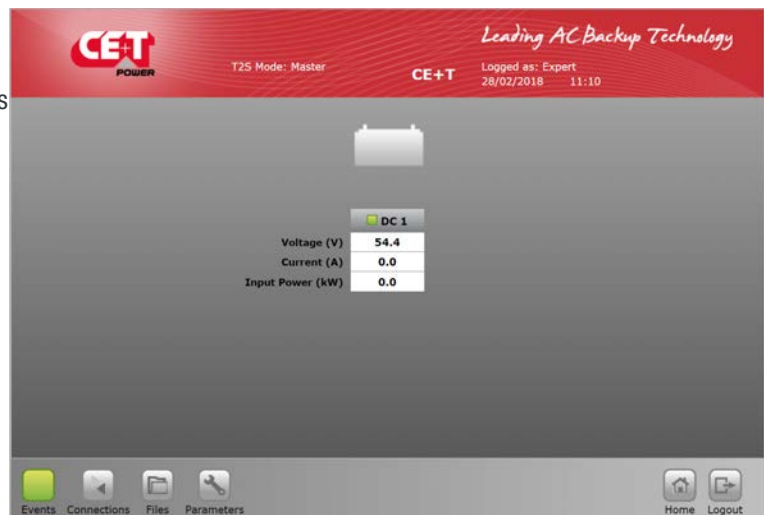 CE+T
POWER
Leading AC Backup Technology
T2S Mode: Master
CE+T
Logged as: Expert
28/02/2018 11:10
S
DC 1
Voltage (V) 54.4
Current (A) 0.0
Input Power (kW) 0.0
Events Connections Files Parameters Home Logout